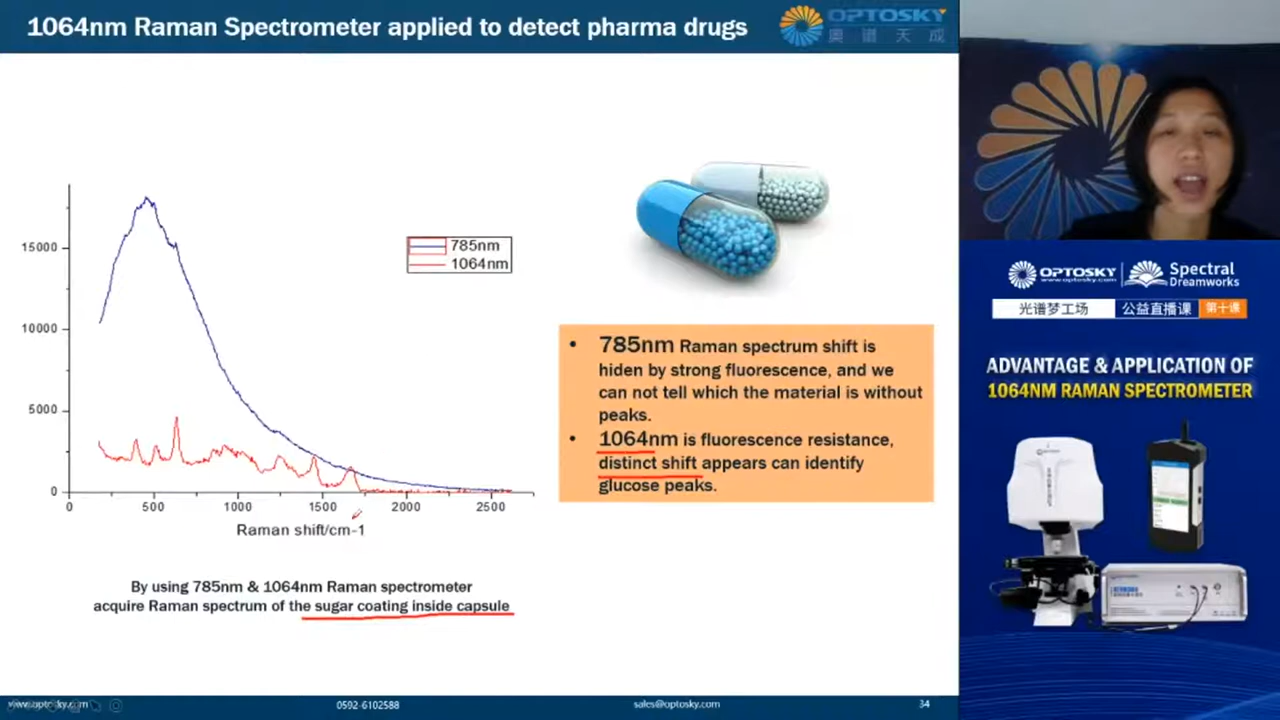 1064nm Raman Spectrometer applied to detect pharma drugs
OPTOSKY
奥谱天成
15000
10000
5000
0
0
500
1000
1500
2000
2500
Raman shift/cm-1
785nm
1064nm
By using 785nm & 1064nm Raman spectrometer
acquire Raman spectrum of the sugar coating inside capsule
• 785nm Raman spectrum shift is
hiden by strong fluorescence, and we
can not tell which the material is without
peaks.
• 1064nm is fluorescence resistance,
distinct shift appears can identify
glucose peaks.
www.optosky.com
0592-6102588
sales@optosky.com
34
OPTOSKY
www.optosky.com
Spectral
Dreamworks
光谱梦工场
公益直播课
第十课
ADVANTAGE & APPLICATION OF
1064NM RAMAN SPECTROMETER